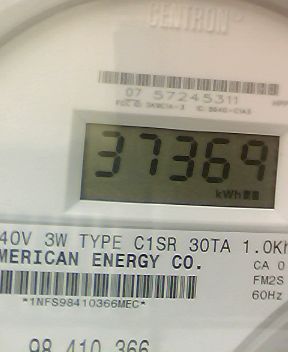 CENTRON
07 57245311
37369
kWh
40V 3W TYPE C1SR 30TA 1.0Kh
MERICAN ENERGY CO.
CA 0
FM2S
60Hz
*1NFS98410366MEC*
98 410 366